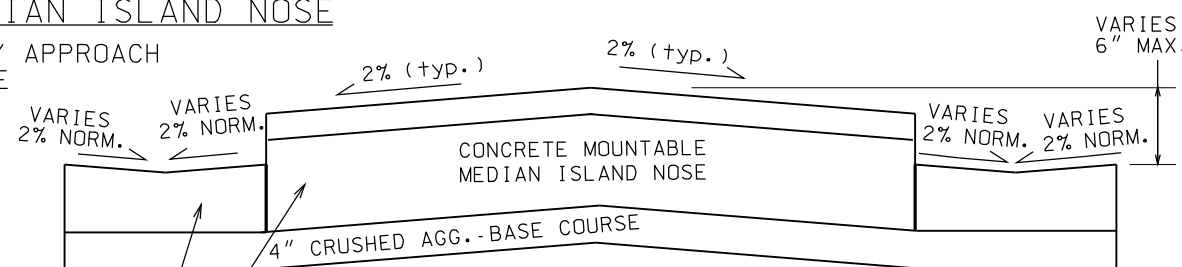 ISLAND NOSE
APPROACH
VARIES
6" MAX.
2% (typ.)
2% (typ.)
VARIES
2% NORM.
VARIES
2% NORM.
VARIES
2% NORM.
VARIES
2% NORM.
CONCRETE MOUNTABLE
MEDIAN ISLAND NOSE
4" CRUSHED AGG.-BASE COURSE